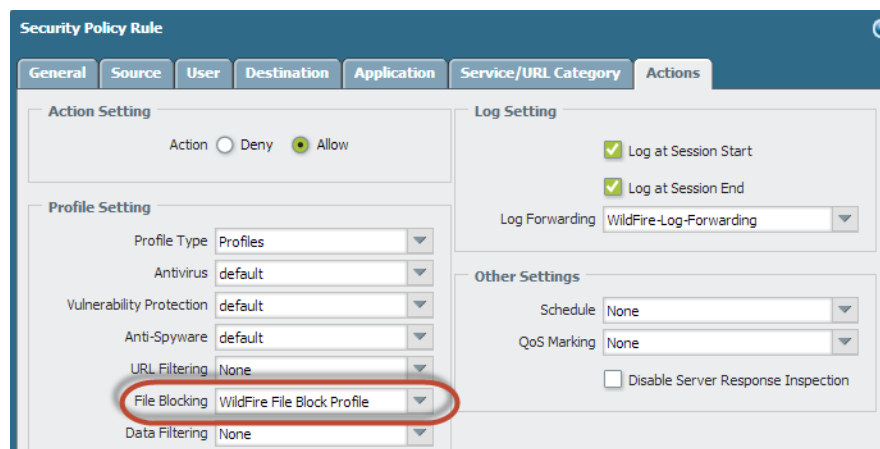 Security Policy Rule
General Source User Destination Application Service/URL Category Actions
Action Setting
Action Deny Allow
Profile Setting
Profile Type Profiles
Antivirus default
Vulnerability Protection default
Anti-Spyware default
URL Filtering None
File Blocking WildFire File Block Profile
Data Filtering None
Log Setting
Log at Session Start
Log at Session End
Log Forwarding WildFire-Log-Forwarding
Other Settings
Schedule None
QoS Marking None
Disable Server Response Inspection